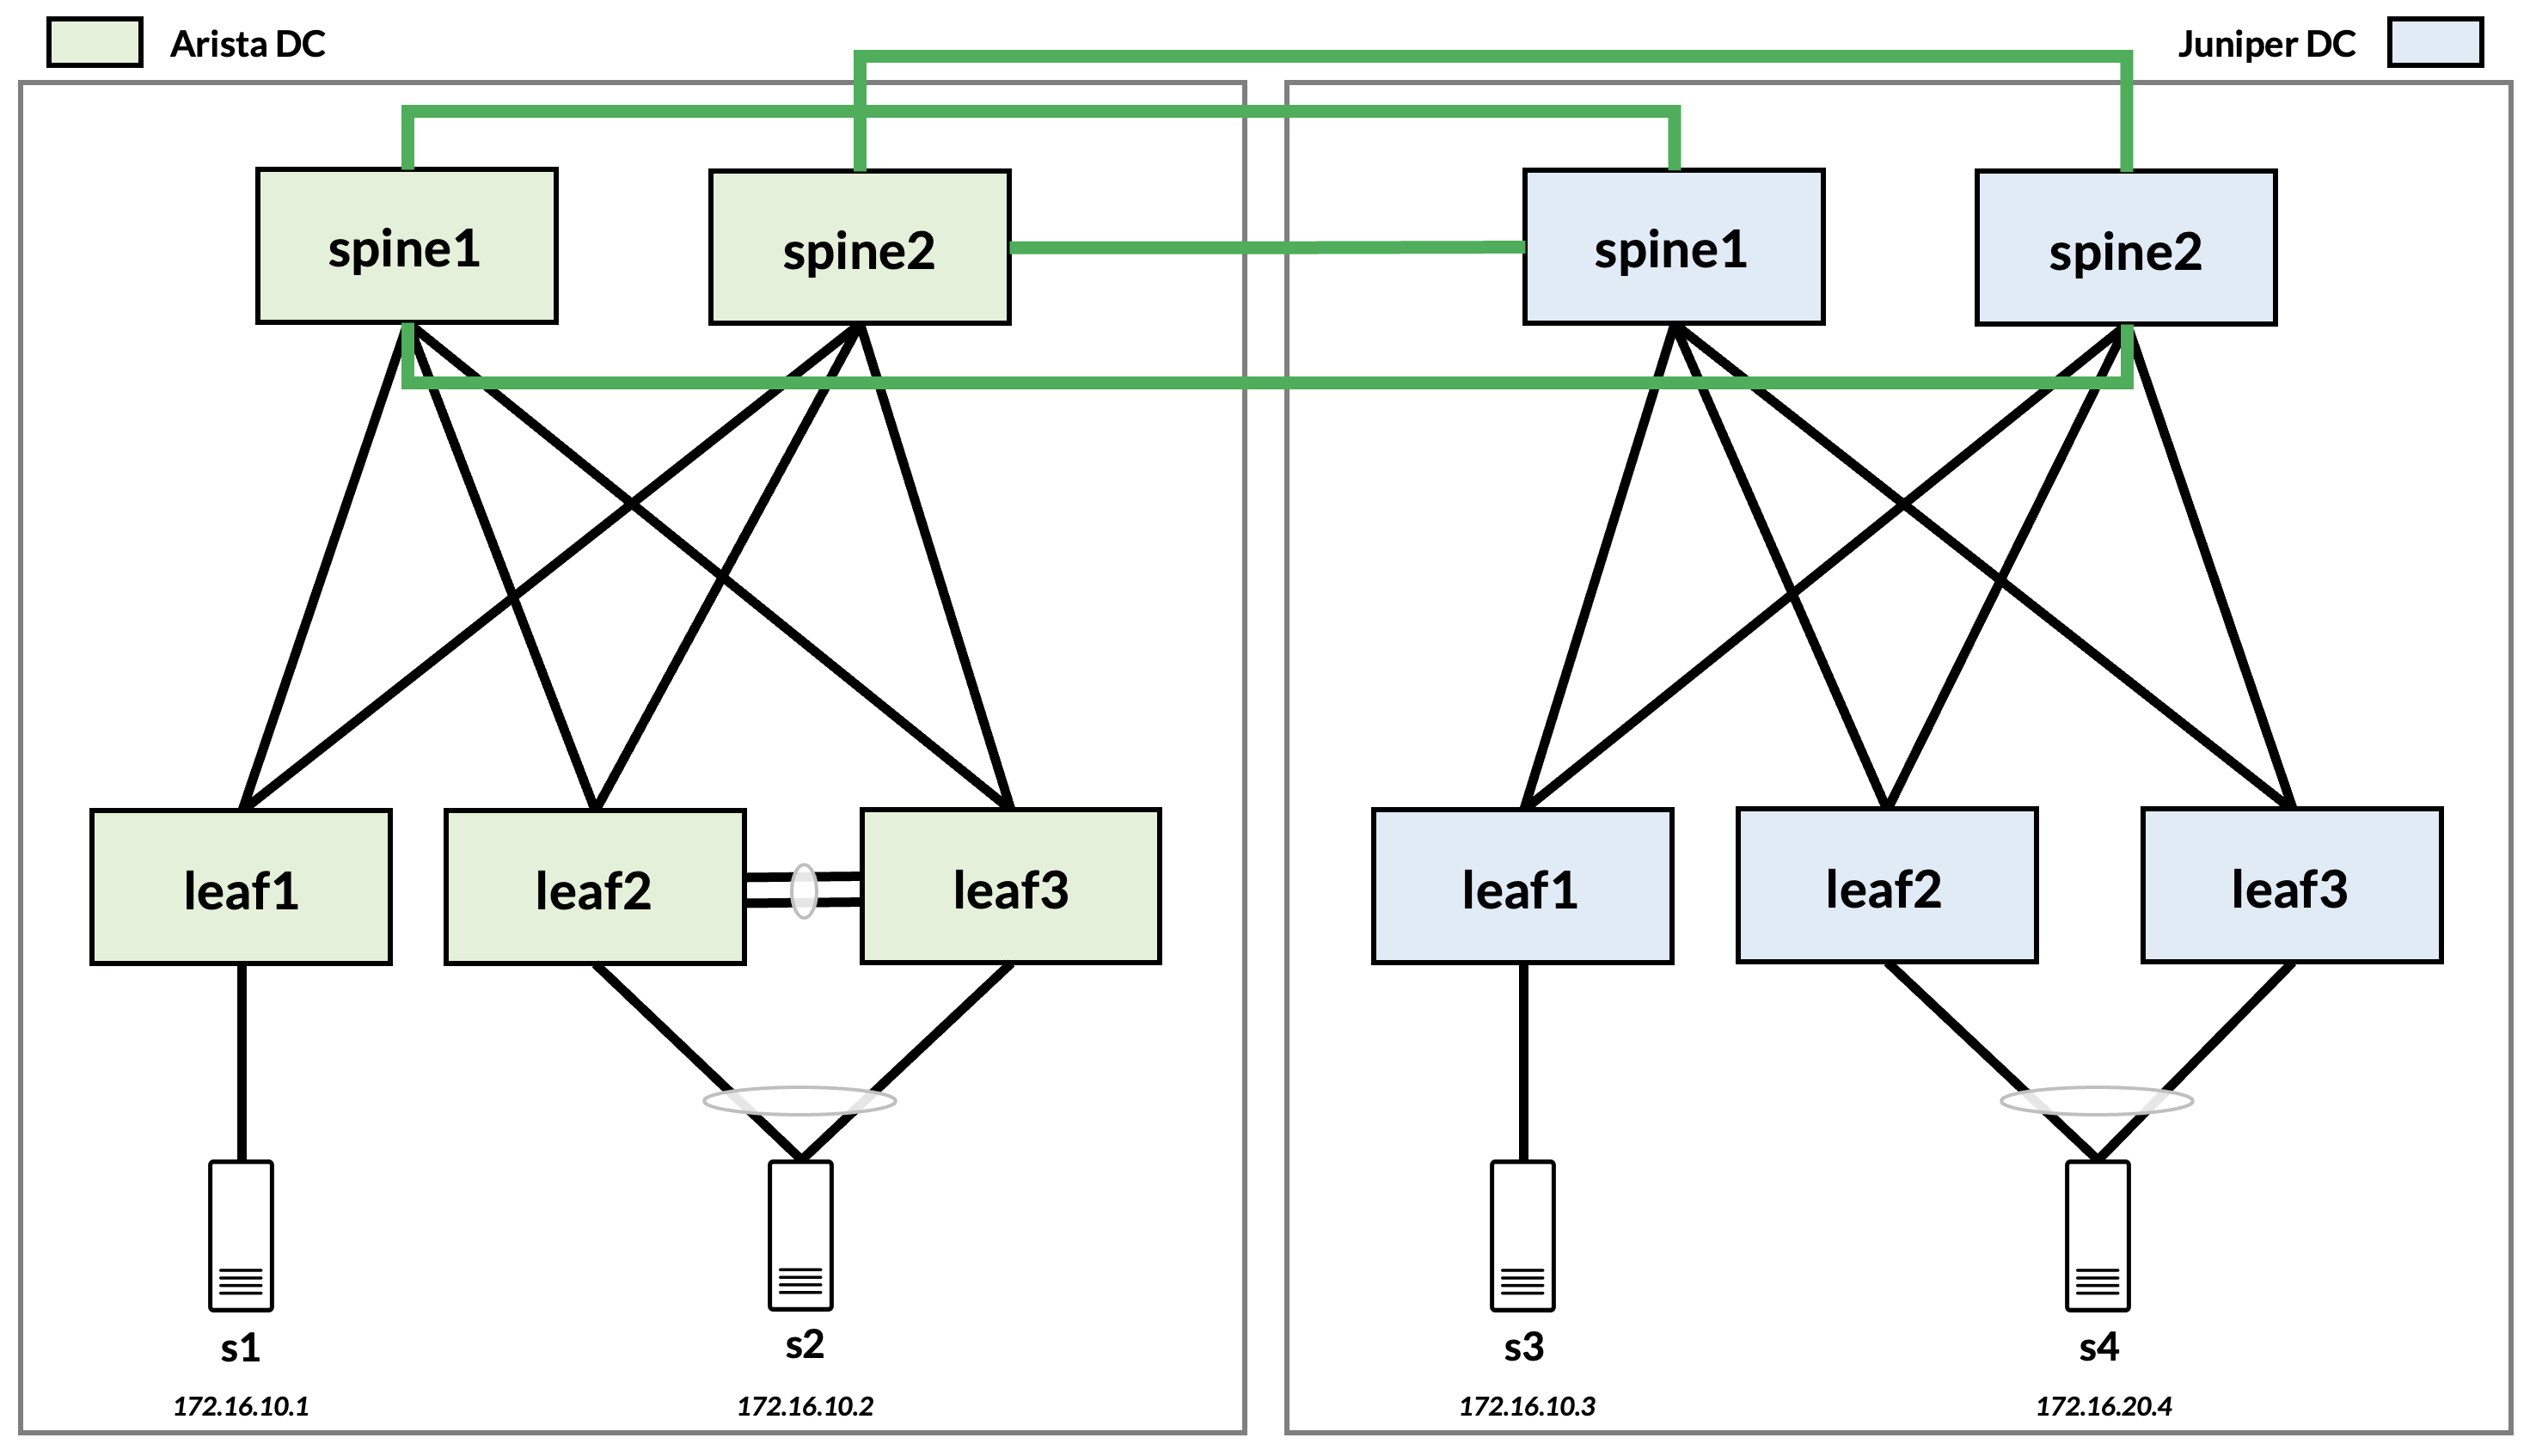 Arista DC
Juniper DC
spine1
spine2
spine1
spine2
leaf1
leaf2
leaf3
leaf1
leaf2
leaf3
s1
s2
s3
s4
172.16.10.1
172.16.10.2
172.16.10.3
172.16.20.4